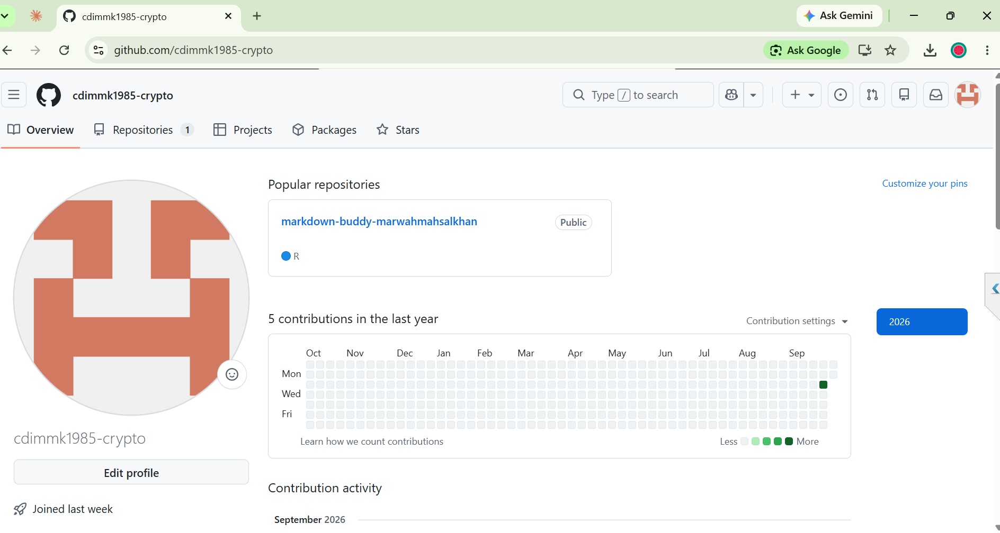 cdimmk1985-crypto
Ask Gemini
github.com/cdimmk1985-crypto
Ask Google
cdimmk1985-crypto
Type / to search
Overview
Repositories 1
Projects
Packages
Stars
Popular repositories
Customize your pins
markdown-buddy-marwahmahsalkhan
Public
R
5 contributions in the last year
Contribution settings
2026
Oct Nov Dec Jan Feb Mar Apr May Jun Jul Aug Sep
Mon
Wed
Fri
Learn how we count contributions
Less More
cdimmk1985-crypto
Edit profile
Joined last week
Contribution activity
September 2026